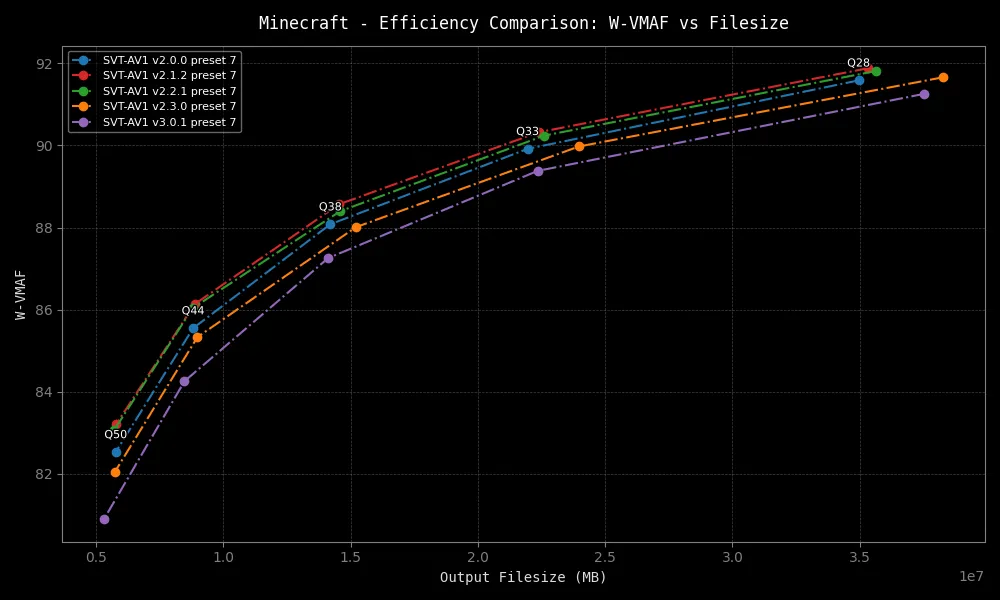 Minecraft - Efficiency Comparison: W-VMAF vs Filesize
SVT-AV1 v2.0.0 preset 7
SVT-AV1 v2.1.2 preset 7
SVT-AV1 v2.2.1 preset 7
SVT-AV1 v2.3.0 preset 7
SVT-AV1 v3.0.1 preset 7
W-VMAF
92
90
88
86
84
82
Q28
Q33
Q38
Q44
Q50
0.5 1.0 1.5 2.0 2.5 3.0 3.5
1e7
Output Filesize (MB)